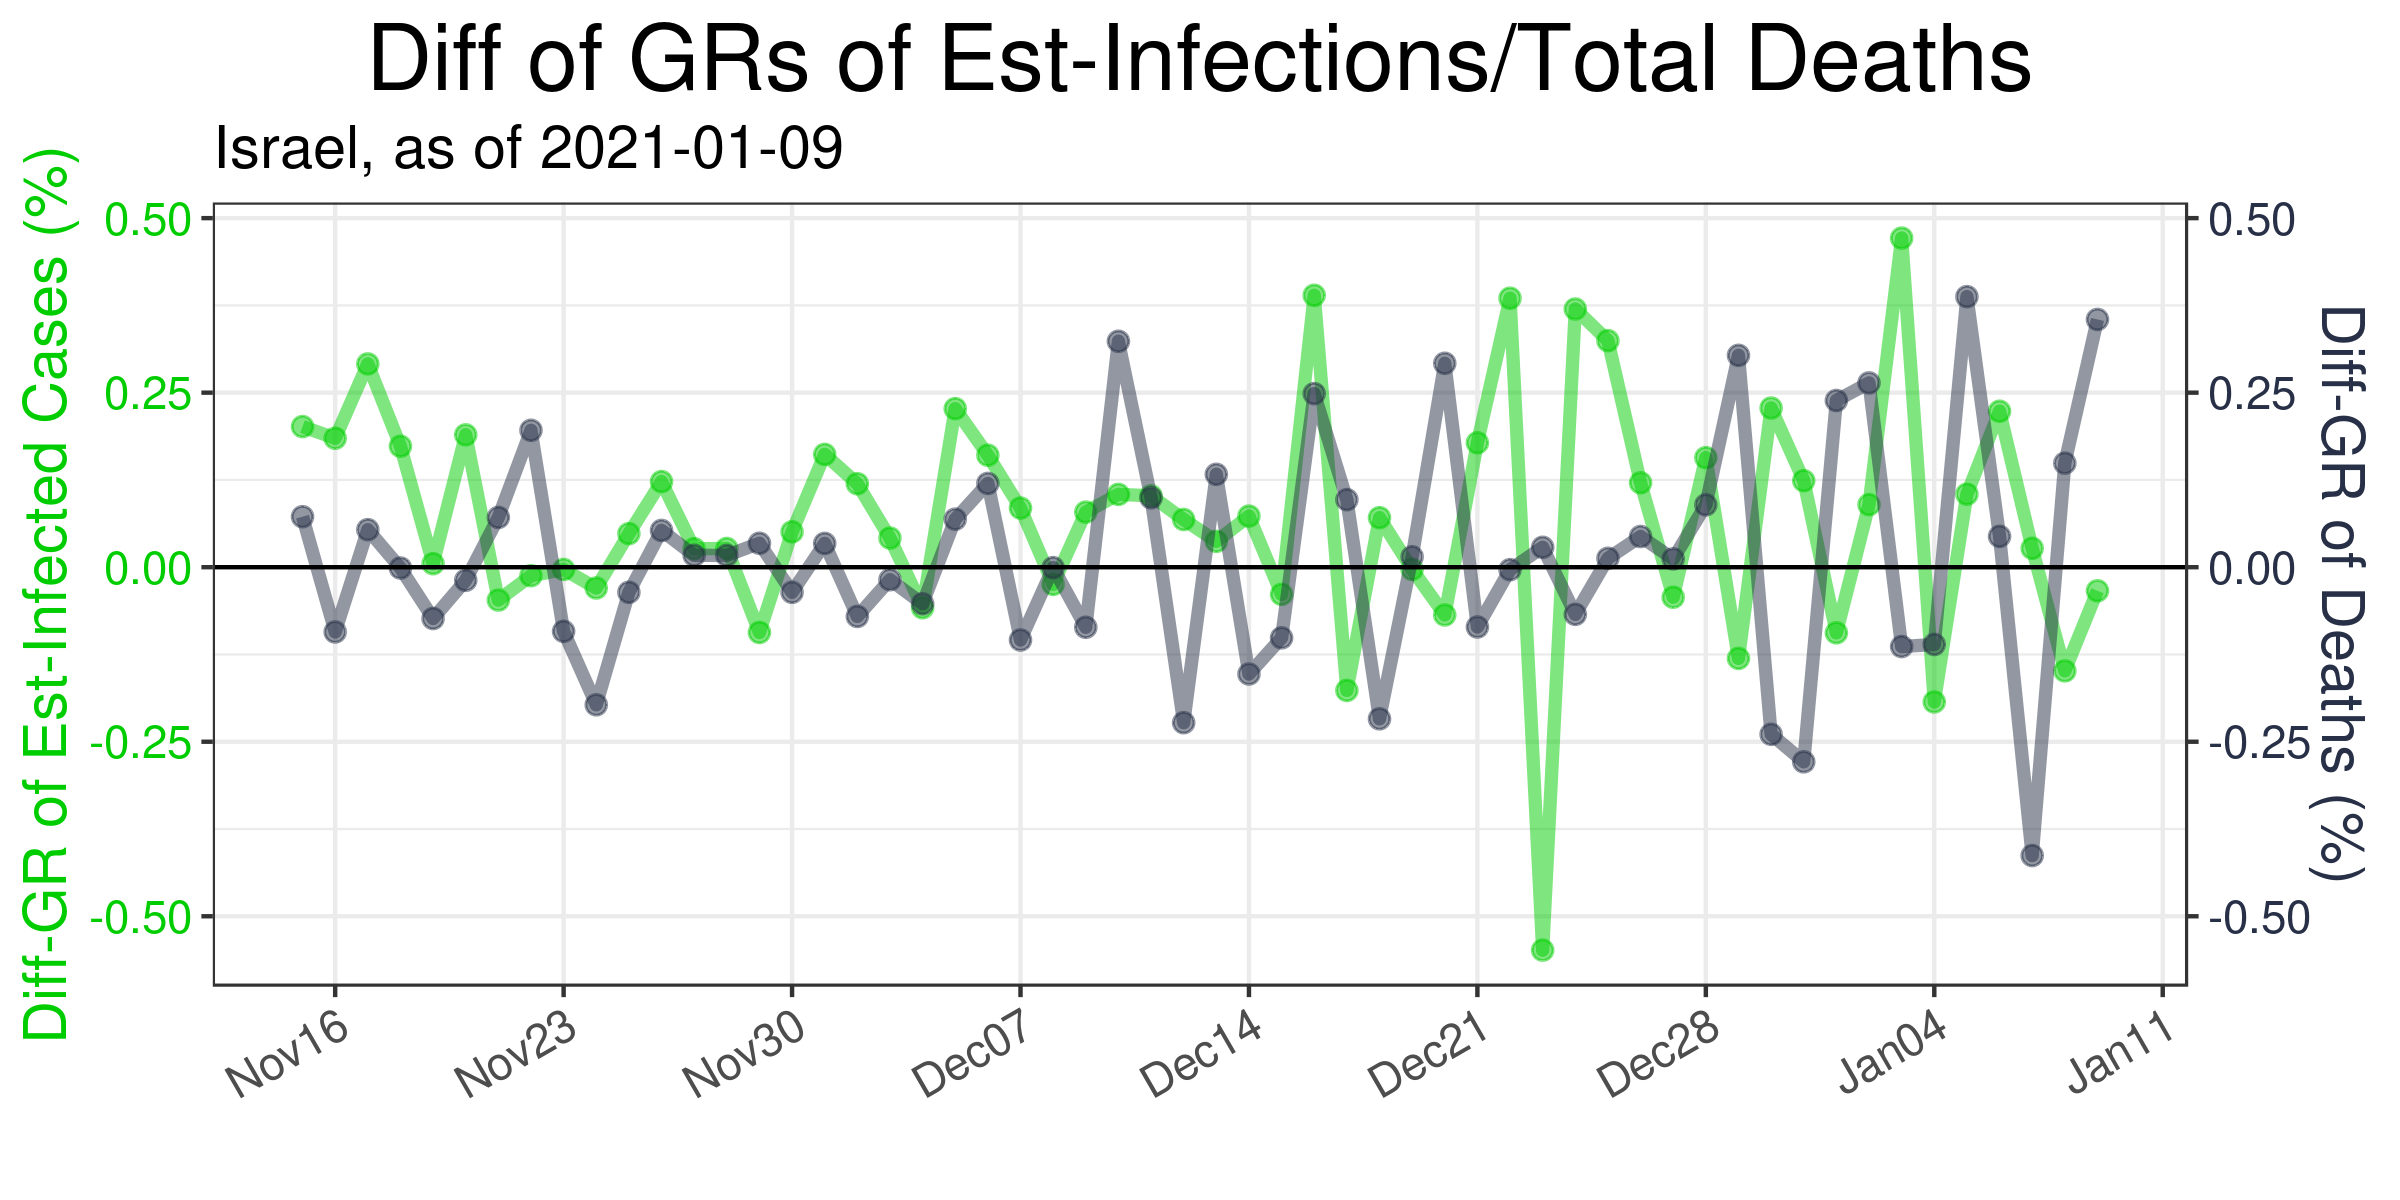 Diff of GRs of Est-Infections/Total Deaths
Israel, as of 2021-01-09
Diff-GR of Est-Infected Cases (%)
0.50
0.25
0.00
-0.25
-0.50
0.50
0.25
0.00
-0.25
-0.50
Diff-GR of Deaths (%)
Nov16
Nov23
Nov30
Dec07
Dec14
Dec21
Dec28
Jan04
Jan11